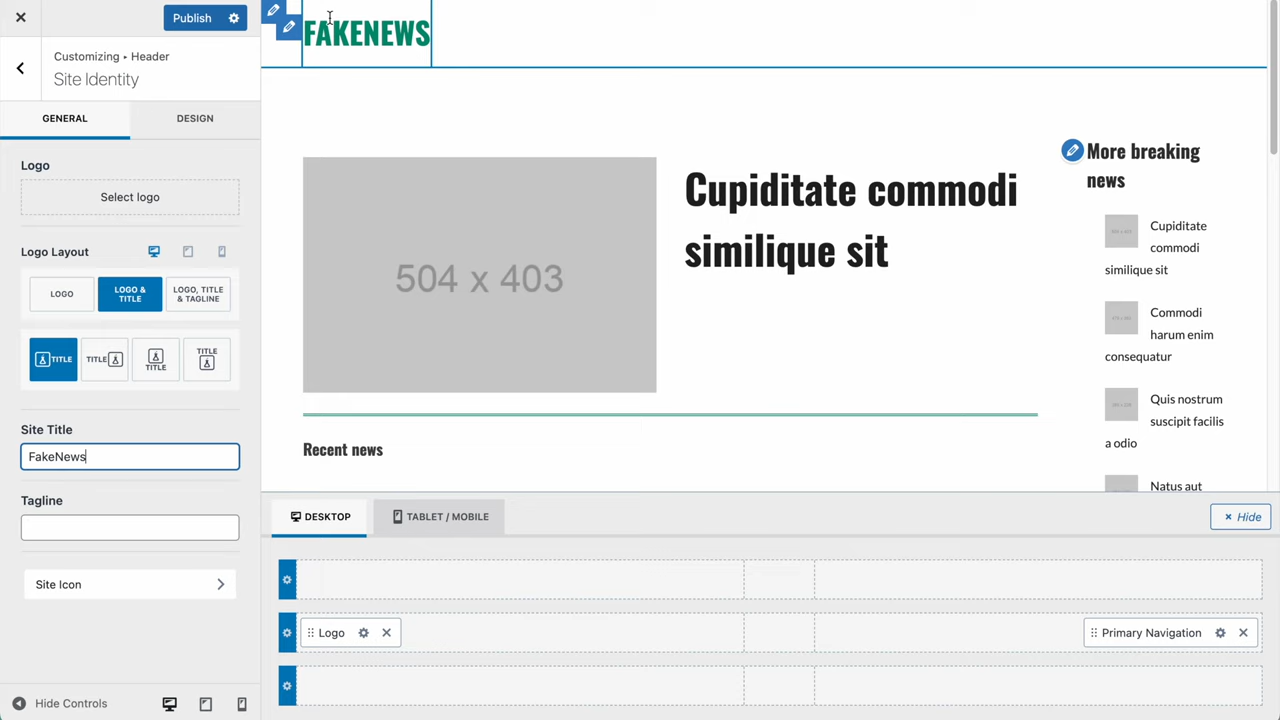 Publish
Customizing • Header
Site Identity
GENERAL
DESIGN
Logo
Select logo
Logo Layout
LOGO
LOGO &
TITLE
LOGO, TITLE
& TAGLINE
TITLE
TITLE
TITLE
TITLE
Site Title
FakeNews
Tagline
Site Icon
Hide Controls
FAKENEWS
504 x 403
Cupiditate commodi
similique sit
Recent news
More breaking
news
Cupiditate
commodi
similique sit
Commodi
harum enim
consequatur
Quis nostrum
suscipit facilis
a odio
Natus aut
DESKTOP
TABLET / MOBILE
× Hide
Logo
Primary Navigation